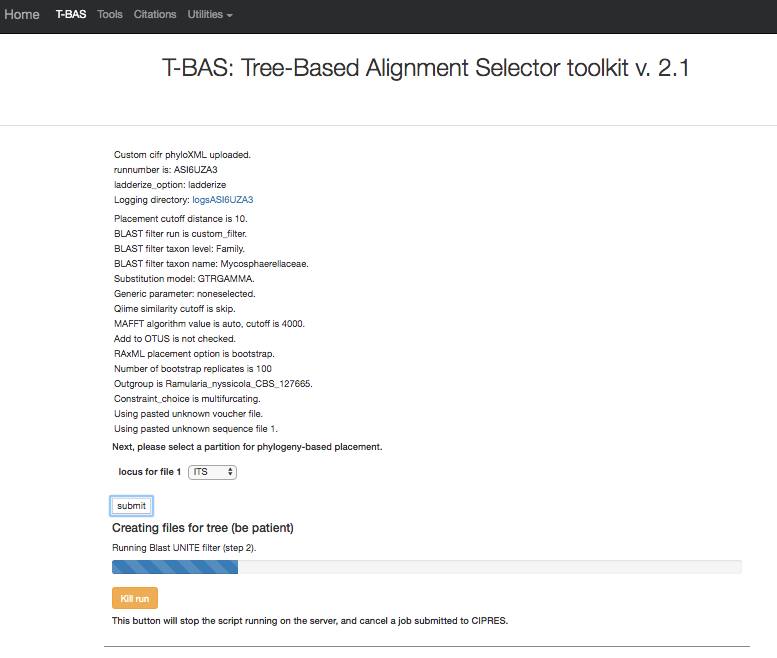 Home T-BAS Tools Citations Utilities
T-BAS: Tree-Based Alignment Selector toolkit v. 2.1
Custom cifr phyloXML uploaded.
runnumber is: ASI6UZA3
ladderize_option: ladderize
Logging directory: logsASI6UZA3
Placement cutoff distance is 10.
BLAST filter run is custom_filter.
BLAST filter taxon level: Family.
BLAST filter taxon name: Mycosphaerellaceae.
Substitution model: GTRGAMMA.
Generic parameter: noneselected.
Qiime similarity cutoff is skip.
MAFFT algorithm value is auto, cutoff is 4000.
Add to OTUS is not checked.
RAxML placement option is bootstrap.
Number of bootstrap replicates is 100
Outgroup is Ramularia_nyssicola_CBS_127665.
Constraint_choice is multifurcating.
Using pasted unknown voucher file.
Using pasted unknown sequence file 1.
Next, please select a partition for phylogeny-based placement.
locus for file 1 ITS
submit
Creating files for tree (be patient)
Running Blast UNITE filter (step 2).
Kill run
This button will stop the script running on the server, and cancel a job submitted to CIPRES.